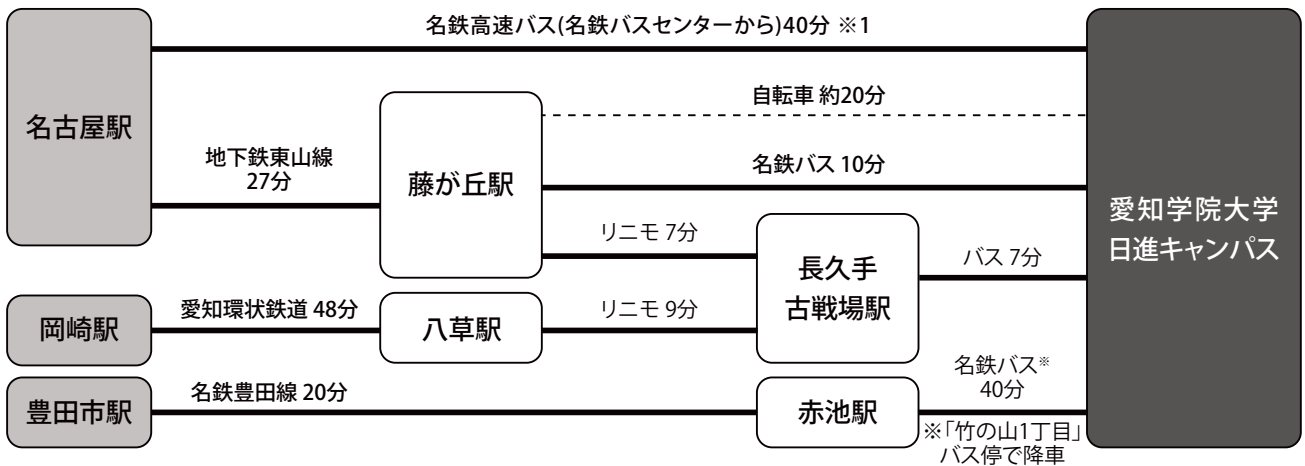 名鉄高速バス(名鉄バスセンターから)40分 ※1
名古屋駅
自転車 約20分
地下鉄東山線
27分
藤が丘駅
名鉄バス 10分
愛知学院大学
日進キャンパス
リニモ 7分
長久手
古戦場駅
バス 7分
岡崎駅
愛知環状鉄道 48分
八草駅
リニモ 9分
豊田市駅
名鉄豊田線 20分
赤池駅
名鉄バス※
40分
※「竹の山1丁目」
バス停で降車